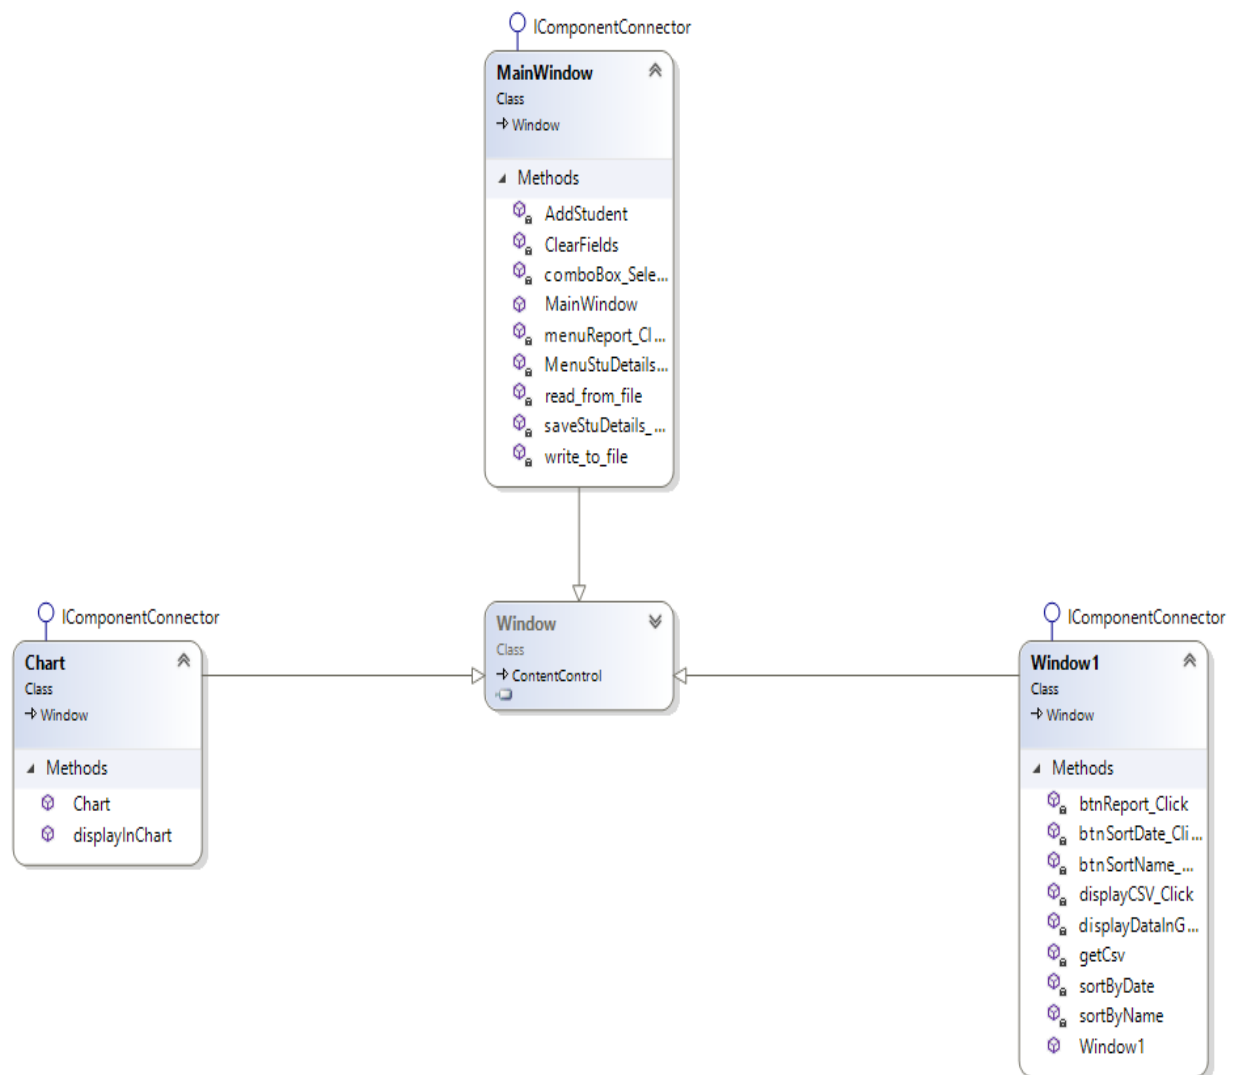 IComponentConnector
MainWindow
Class
Window
Methods
AddStudent
ClearFields
comboBox_Sele...
MainWindow
menuReport_Cl...
MenuStuDetails...
read_from_file
saveStuDetails_...
write_to_file
Window
Class
ContentControl
IComponentConnector
Chart
Class
Window
Methods
Chart
displayInChart
IComponentConnector
Window1
Class
Window
Methods
btnReport_Click
btnSortDate_Cli...
btnSortName_...
displayCSV_Click
displayDataInG...
getCsv
sortByDate
sortByName
Window1